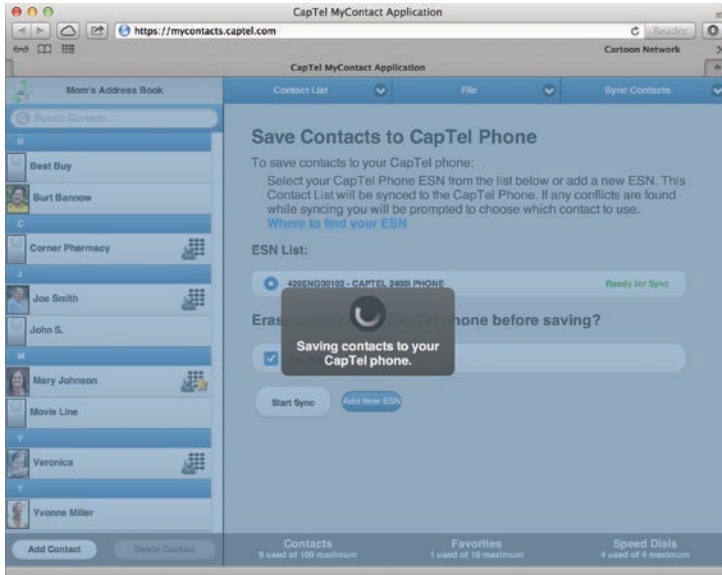 CapTel MyContact Application
https://mycontacts.captel.com
Reader
Cartoon Network
CapTel MyContact Application
Mom's Address Book
Contact List
File
Sync Contacts
Search Contacts...
B
Best Buy
Burt Bannow
C
Corner Pharmacy
J
Joe Smith
John S.
M
Mary Johnson
Movie Line
V
Veronica
Y
Yvonne Miller
Add Contact
Delete Contact
Save Contacts to CapTel Phone
To save contacts to your CapTel phone:
Select your CapTel Phone ESN from the list below or add a new ESN. This
Contact List will be synced to the CapTel Phone. If any conflicts are found
while syncing you will be prompted to choose which contact to use.
Where to find your ESN
ESN List:
420ENG00102 - CAPTEL 2400I PHONE
Ready for Sync
phone before saving?
Saving contacts to your
CapTel phone.
Start Sync
Add New ESN
Contacts
9 used of 100 maximum
Favorites
1 used of 10 maximum
Speed Dials
4 used of 4 maximum